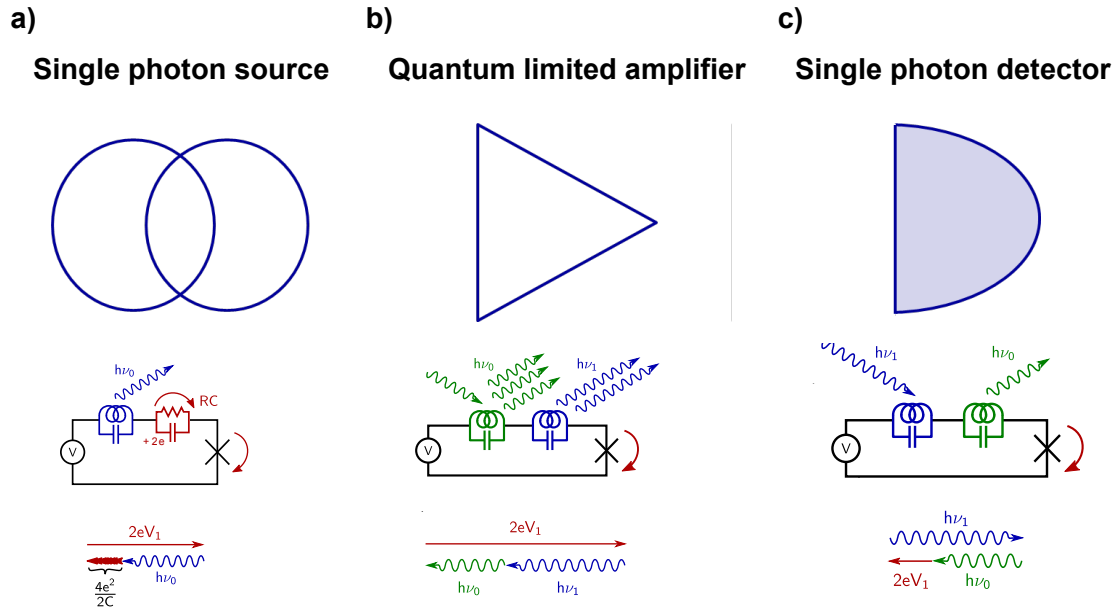 a)
Single photon source
hν₀
RC
+2e
V
2eV₁
hν₀
4e²
2C
b)
Quantum limited amplifier
hν₀
hν₁
V
2eV₁
hν₀
hν₁
c)
Single photon detector
hν₁
hν₀
V
hν₁
2eV₁
hν₀